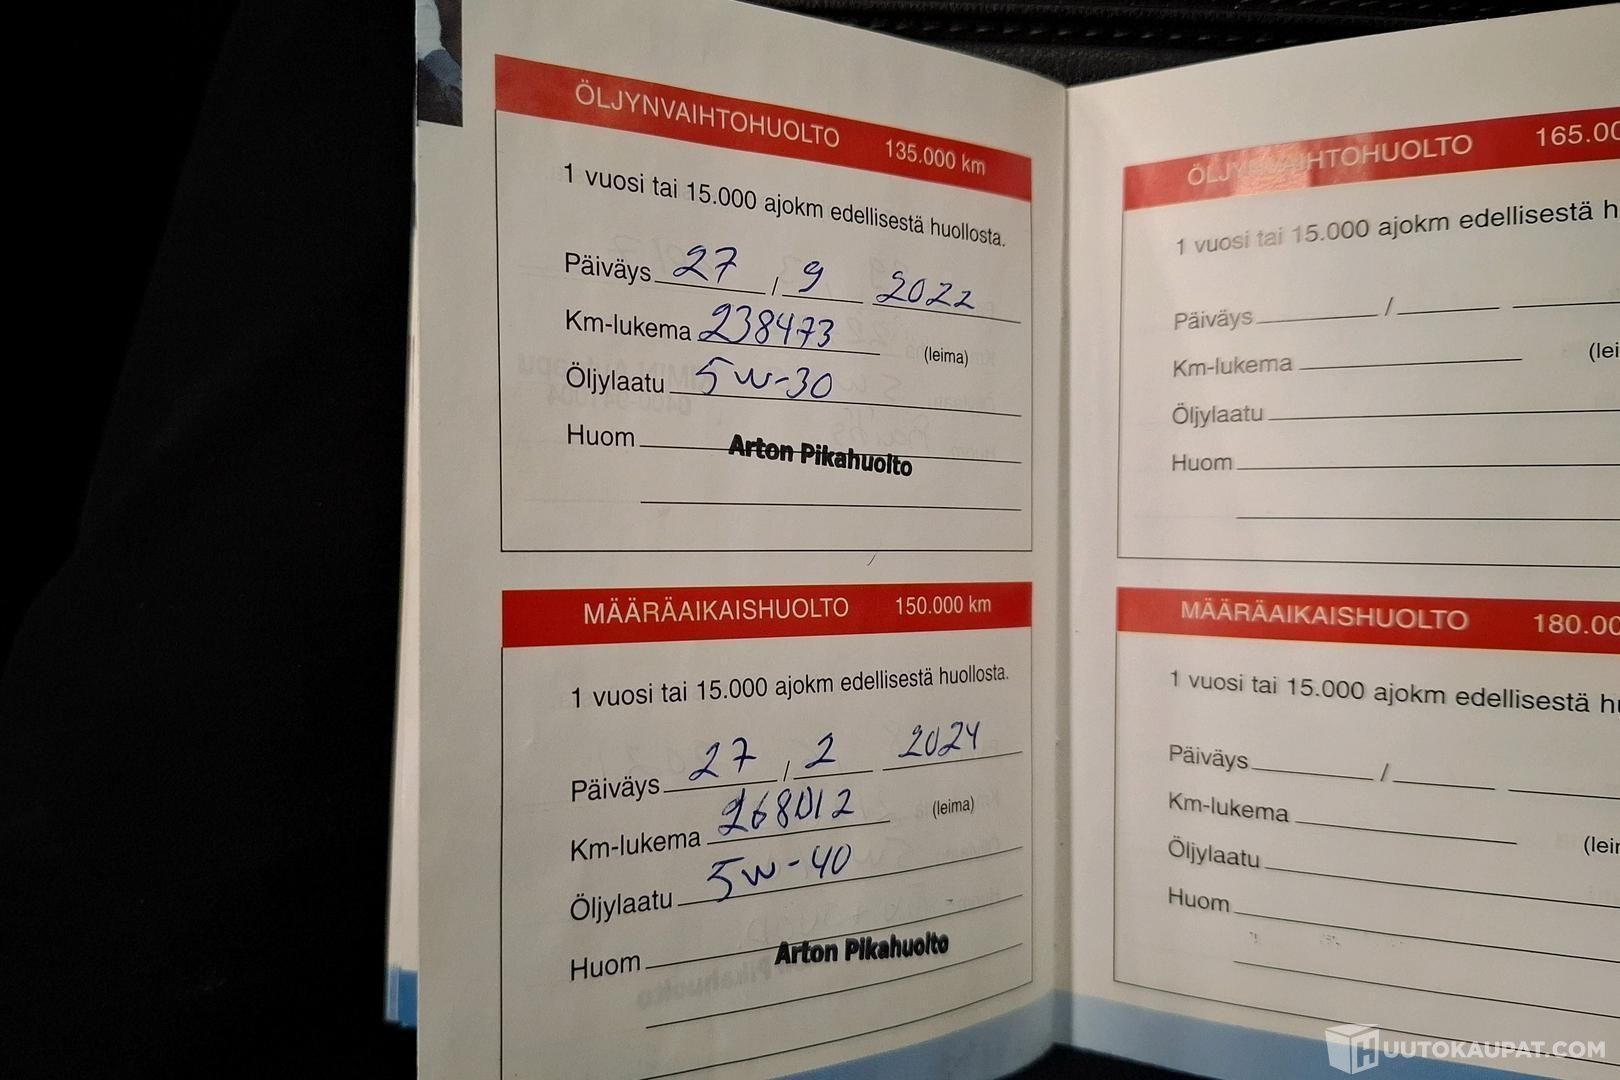 ÖLJYNVAIHTOHUOLTO 135.000 km
1 vuosi tai 15.000 ajokm edellisestä huollosta.
Päiväys 27 / 9 2022
Km-lukema 238473 (leima)
Öljylaatu 5W-30
Huom Arton Pikahuolto
MÄÄRÄAIKAISHUOLTO 150.000 km
1 vuosi tai 15.000 ajokm edellisestä huollosta.
Päiväys 27 / 2 2024
Km-lukema 268012 (leima)
Öljylaatu 5W-40
Huom Arton Pikahuolto
ÖLJYNVAIHTOHUOLTO 165.00
1 vuosi tai 15.000 ajokm edellisestä h
Päiväys /
Km-lukema (lei
Öljylaatu
Huom
MÄÄRÄAIKAISHUOLTO 180.00
1 vuosi tai 15.000 ajokm edellisestä hu
Päiväys /
Km-lukema
(leim
Öljylaatu
Huom
HUUTOKAUPAT.COM